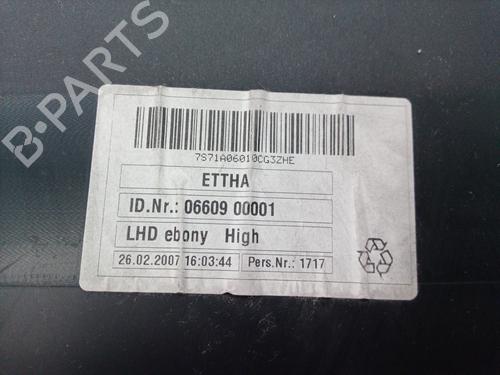 B-PARTS
7S71A06010CG3ZHE
ETTHA
ID.Nr.: 06609 00001
LHD ebony High
26.02.2007 16:03:44 Pers.Nr.: 1717